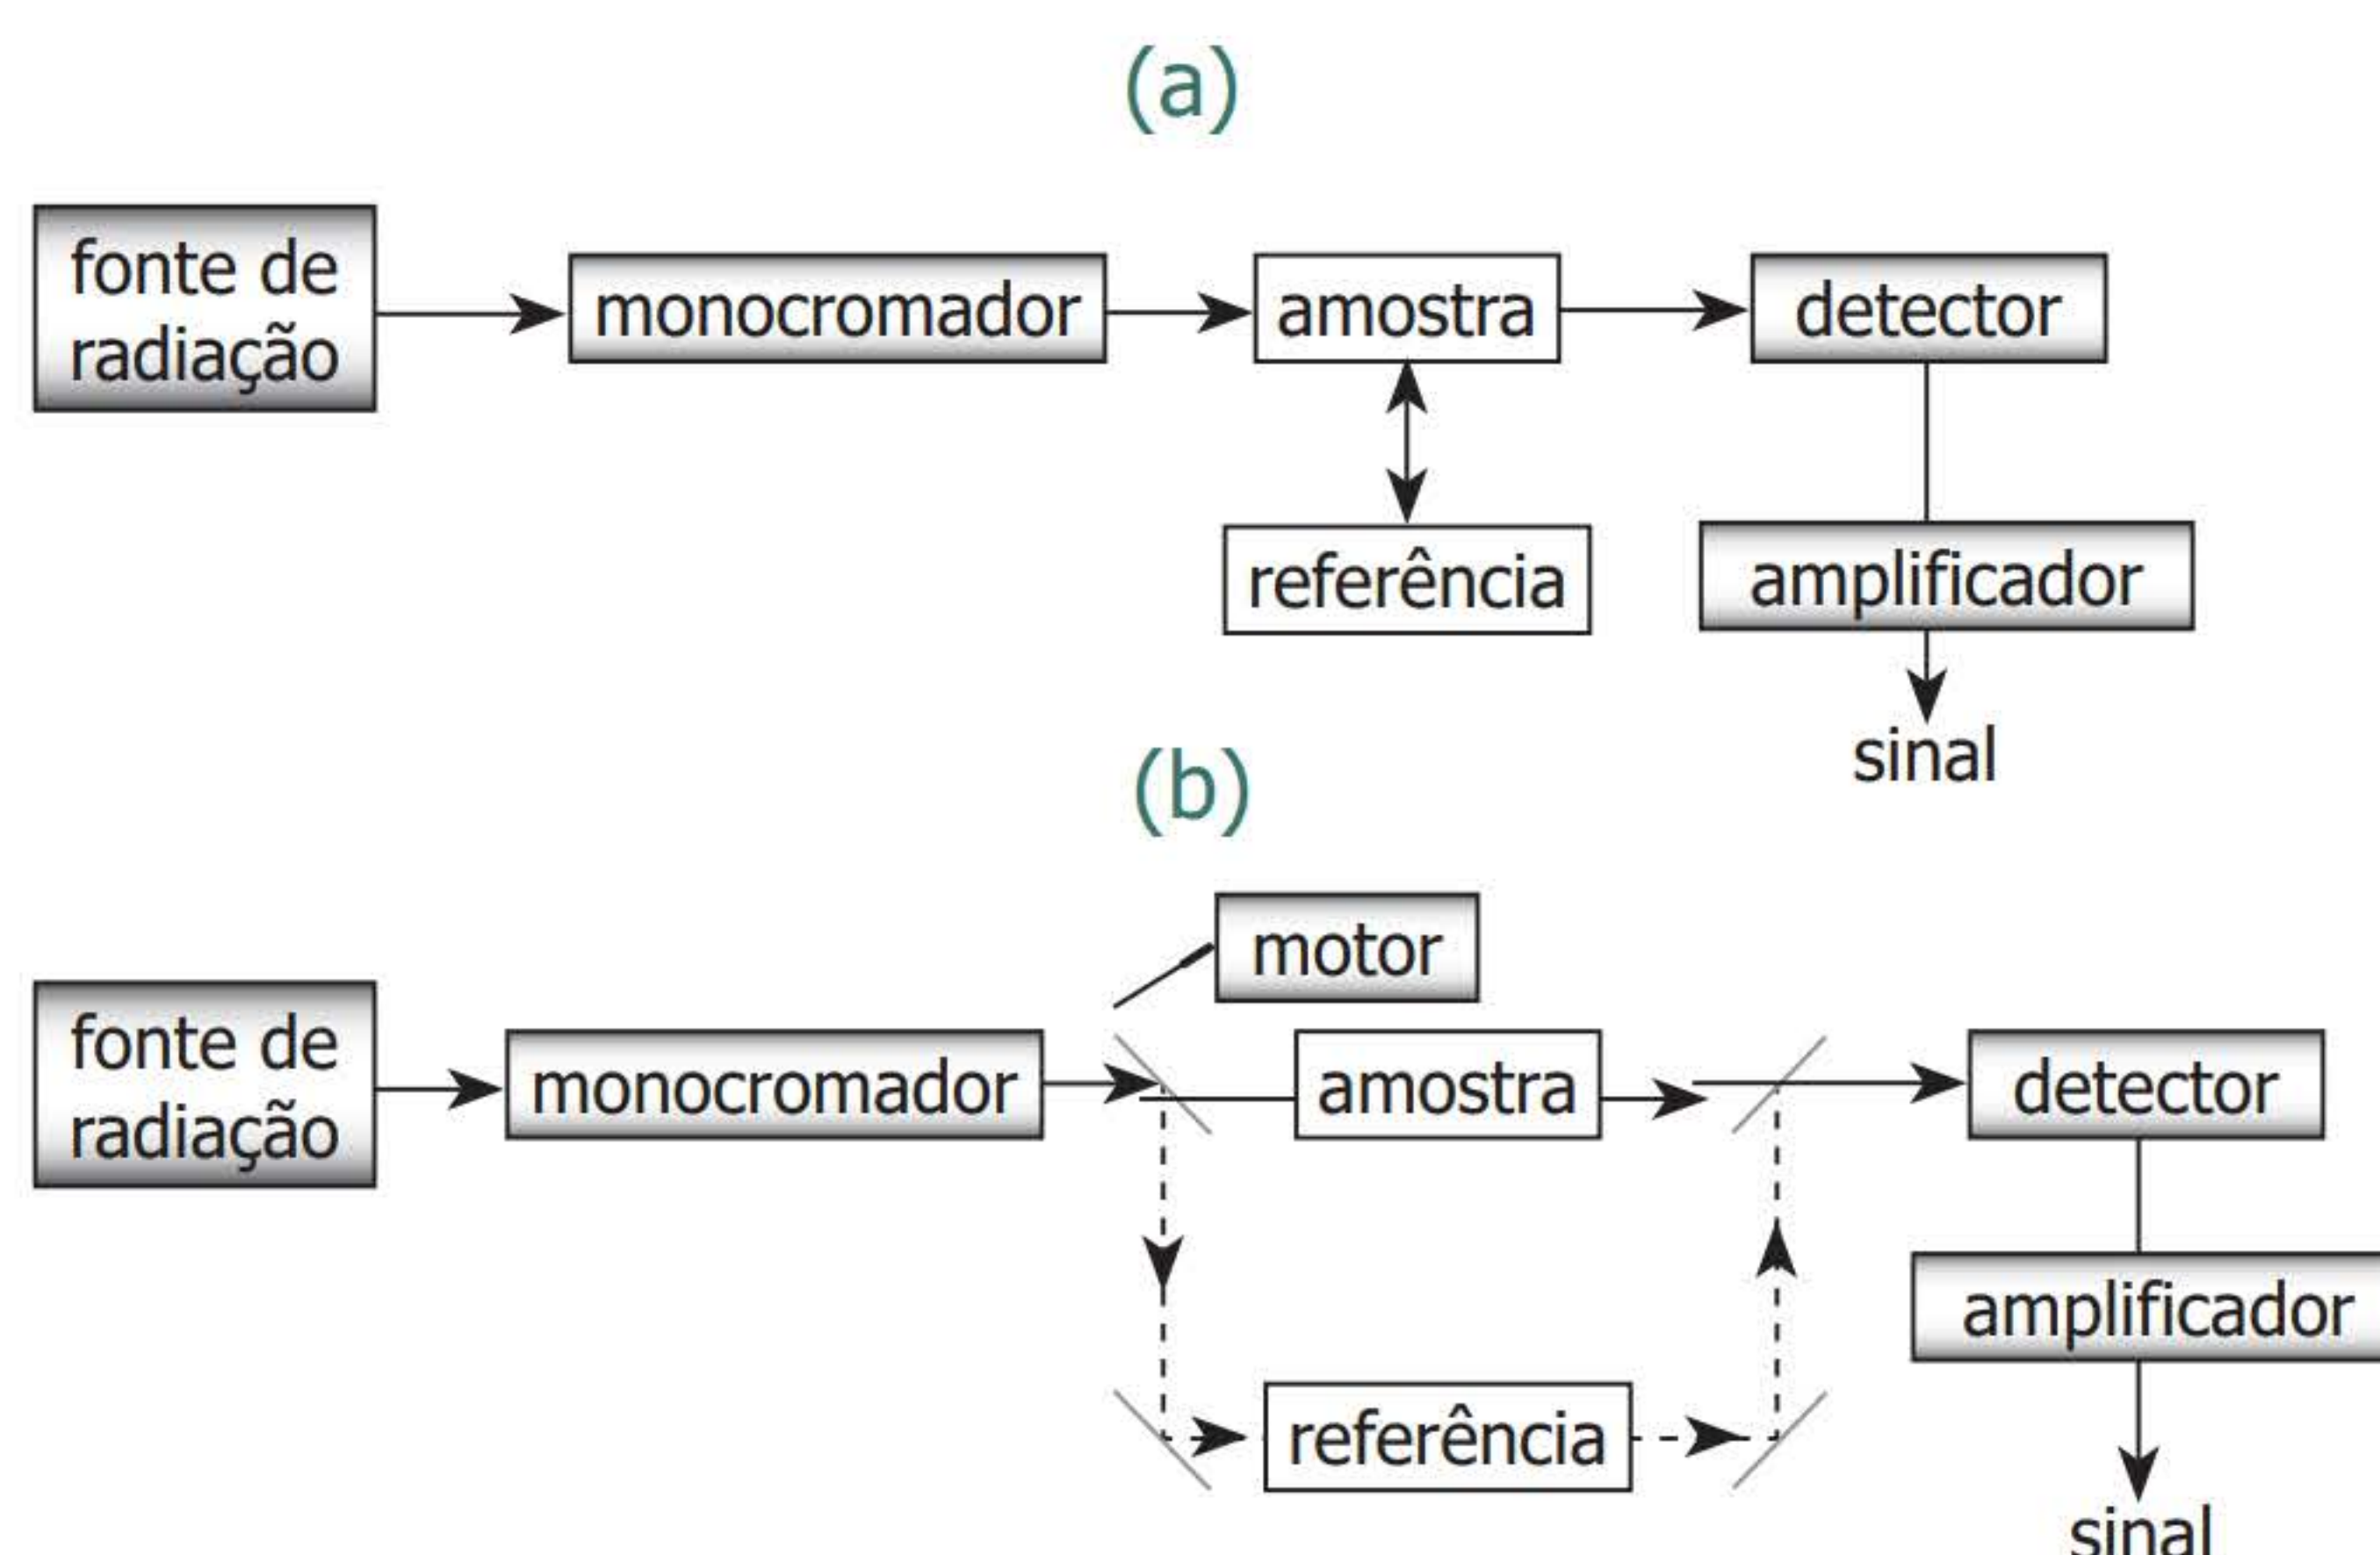 (a)
fonte de
radiação
monocromador
amostra
detector
referência
amplificador
sinal
(b)
motor
fonte de
radiação
monocromador
amostra
detector
amplificador
referência
sinal